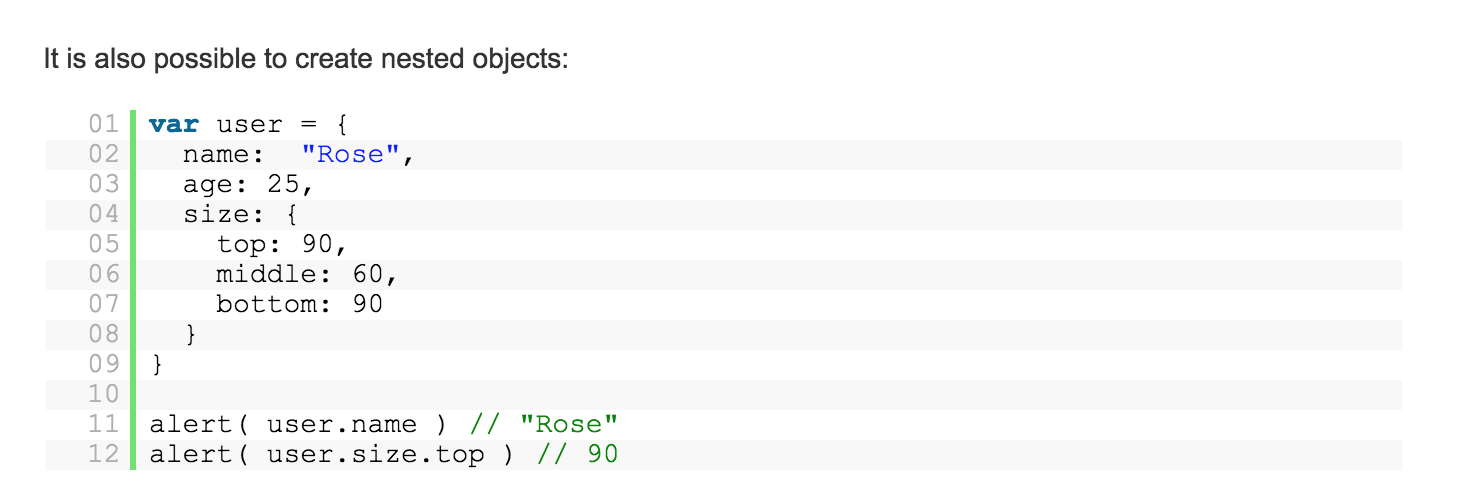 It is also possible to create nested objects:
01 var user = {
02   name:  "Rose",
03   age: 25,
04   size: {
05     top: 90,
06     middle: 60,
07     bottom: 90
08   }
09 }
10
11 alert( user.name ) // "Rose"
12 alert( user.size.top ) // 90